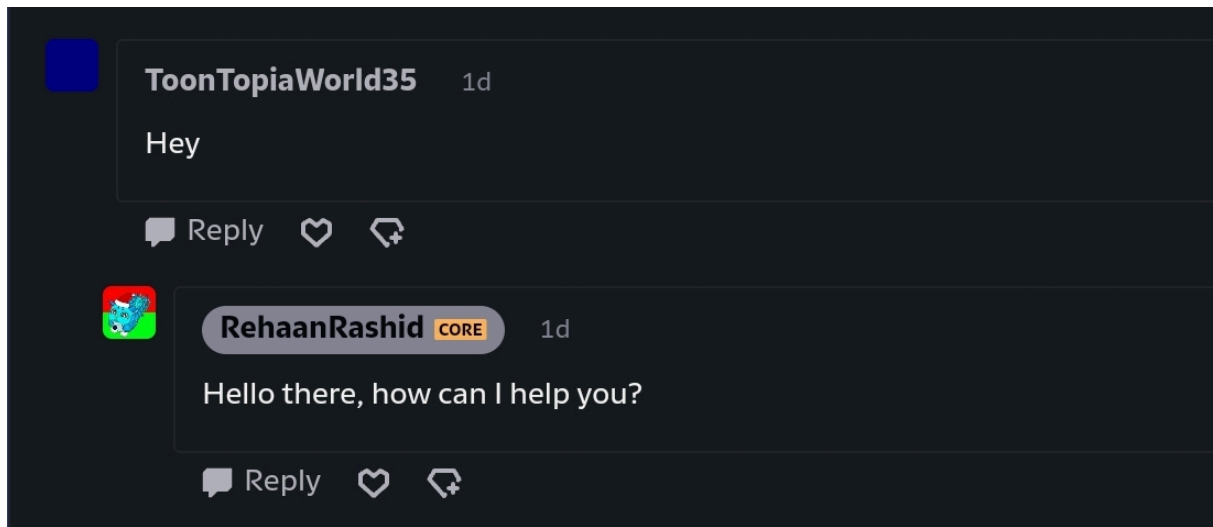 ToonTopiaWorld35 1d
Hey
Reply
RehaanRashid CORE 1d
Hello there, how can I help you?
Reply